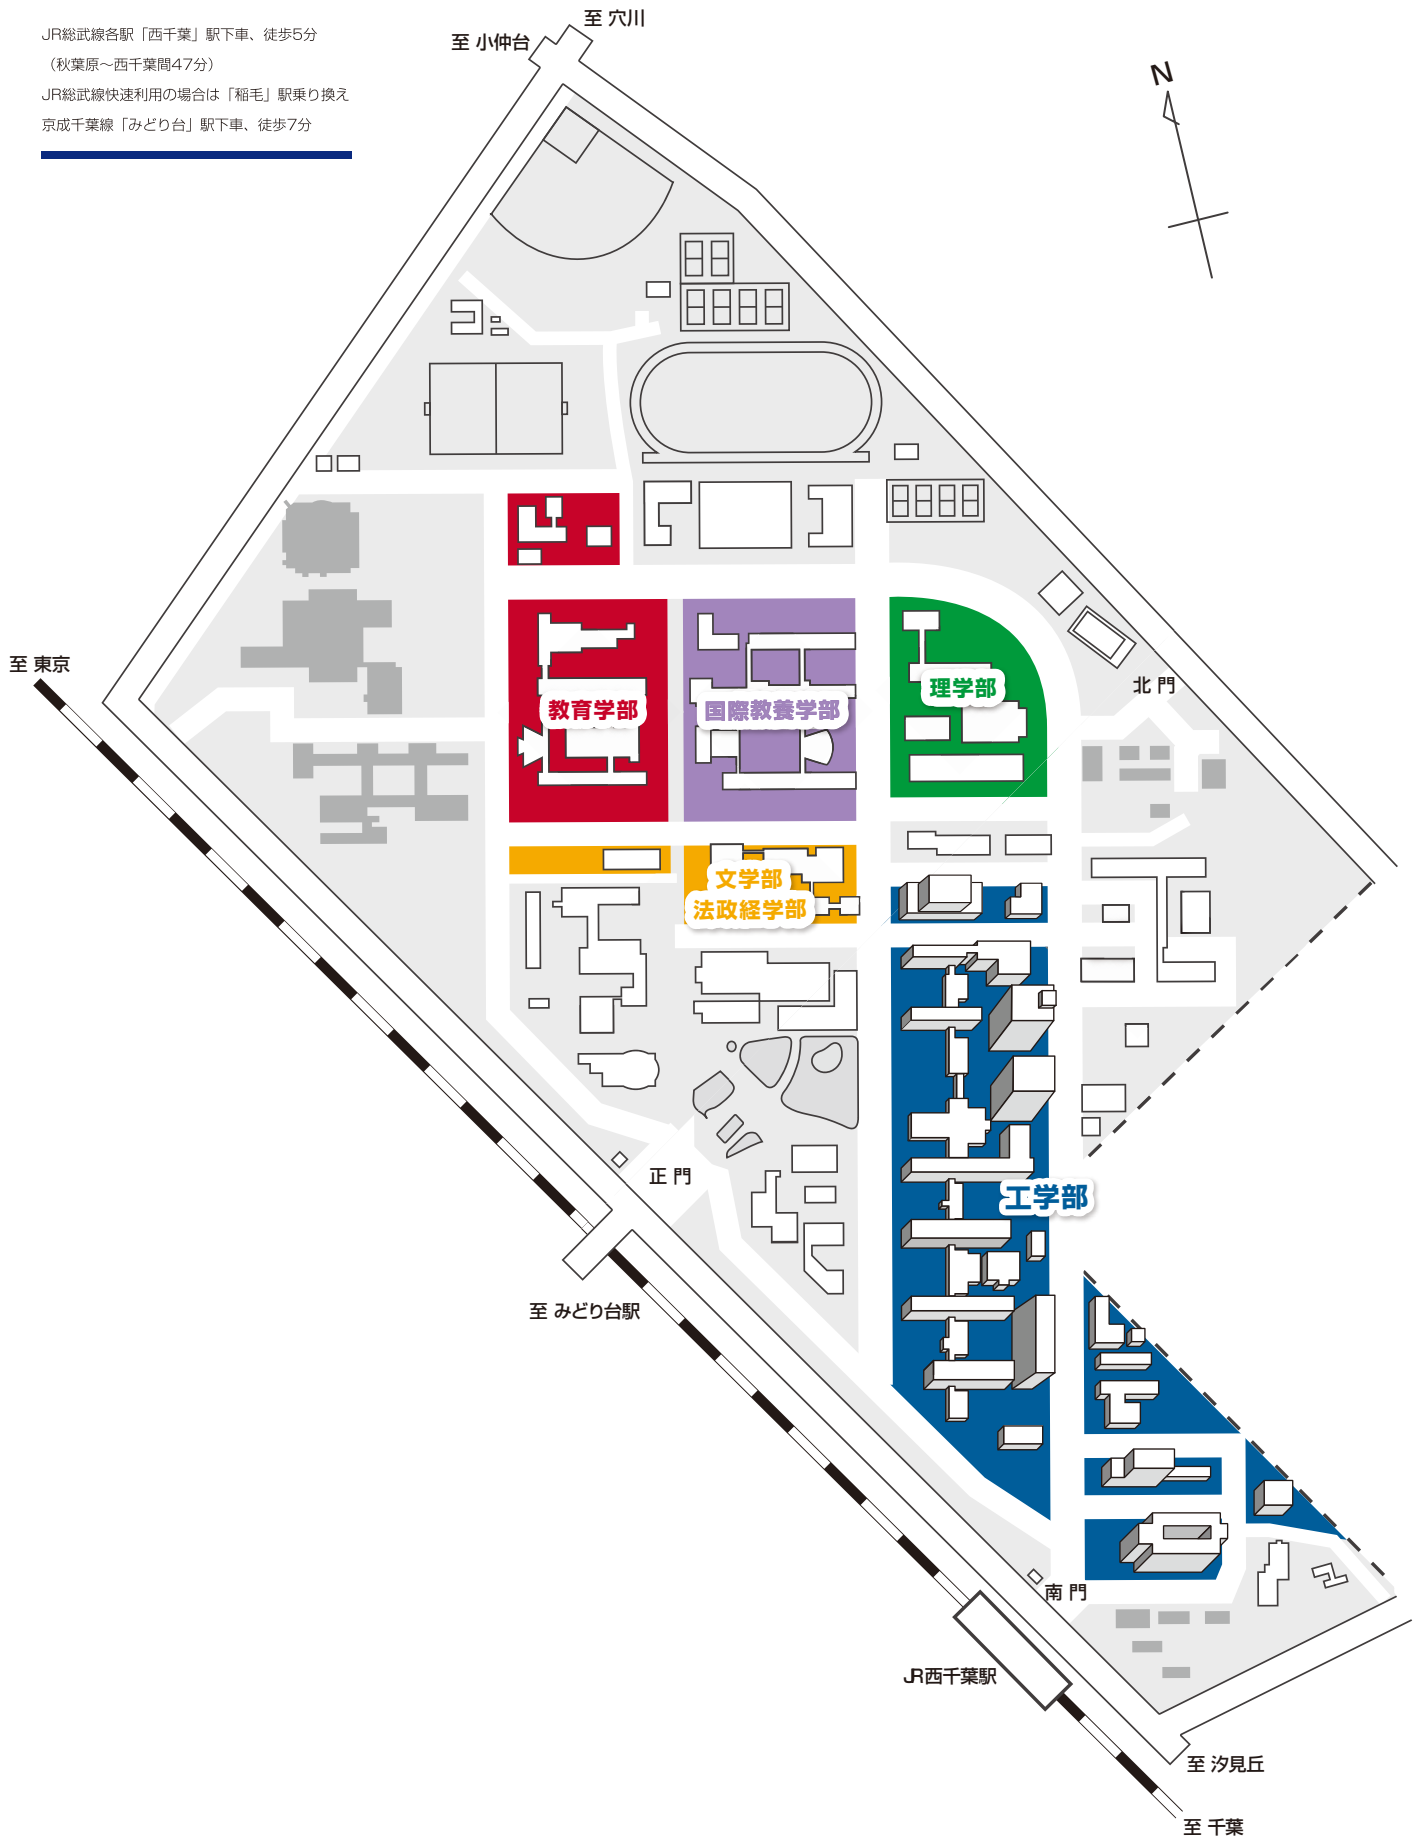 JR総武線各駅「西千葉」駅下車、徒歩5分
（秋葉原〜西千葉間47分）
JR総武線快速利用の場合は「稲毛」駅乗り換え
京成千葉線「みどり台」駅下車、徒歩7分
至 穴川
至 小仲台
N
至 東京
北門
教育学部
国際教養学部
理学部
文学部
法政経学部
工学部
正門
至 みどり台駅
南門
JR西千葉駅
至 汐見丘
至 千葉